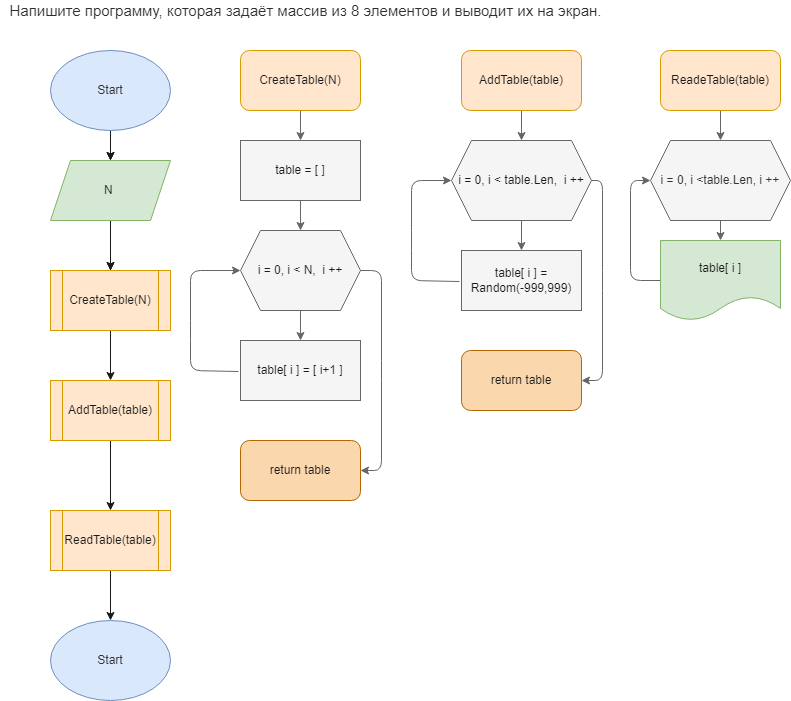 Напишите программу, которая задаёт массив из 8 элементов и выводит их на экран.
Start
N
CreateTable(N)
AddTable(table)
ReadTable(table)
Start
CreateTable(N)
table = [ ]
i = 0, i < N, i ++
table[ i ] = [ i+1 ]
return table
AddTable(table)
i = 0, i < table.Len, i ++
table[ i ] =
Random(-999,999)
return table
ReadeTable(table)
i = 0, i <table.Len, i ++
table[ i ]